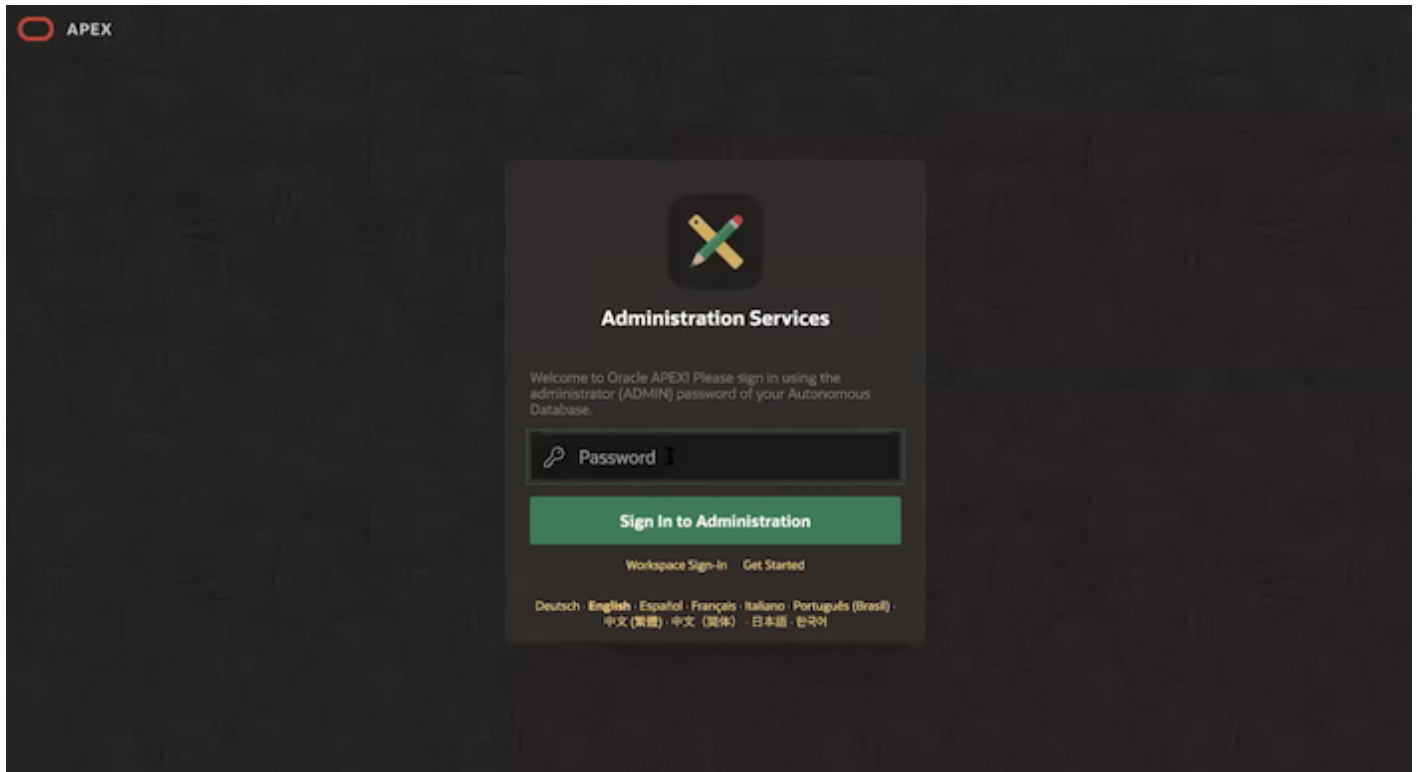 APEX
Administration Services
Welcome to Oracle APEX! Please sign in using the
administrator (ADMIN) password of your Autonomous
Database.
Password
Sign In to Administration
Workspace Sign-In Get Started
Deutsch · English · Español · Français · Italiano · Português (Brasil) ·
中文 (繁體) · 中文（简体） · 日本語 · 한국어